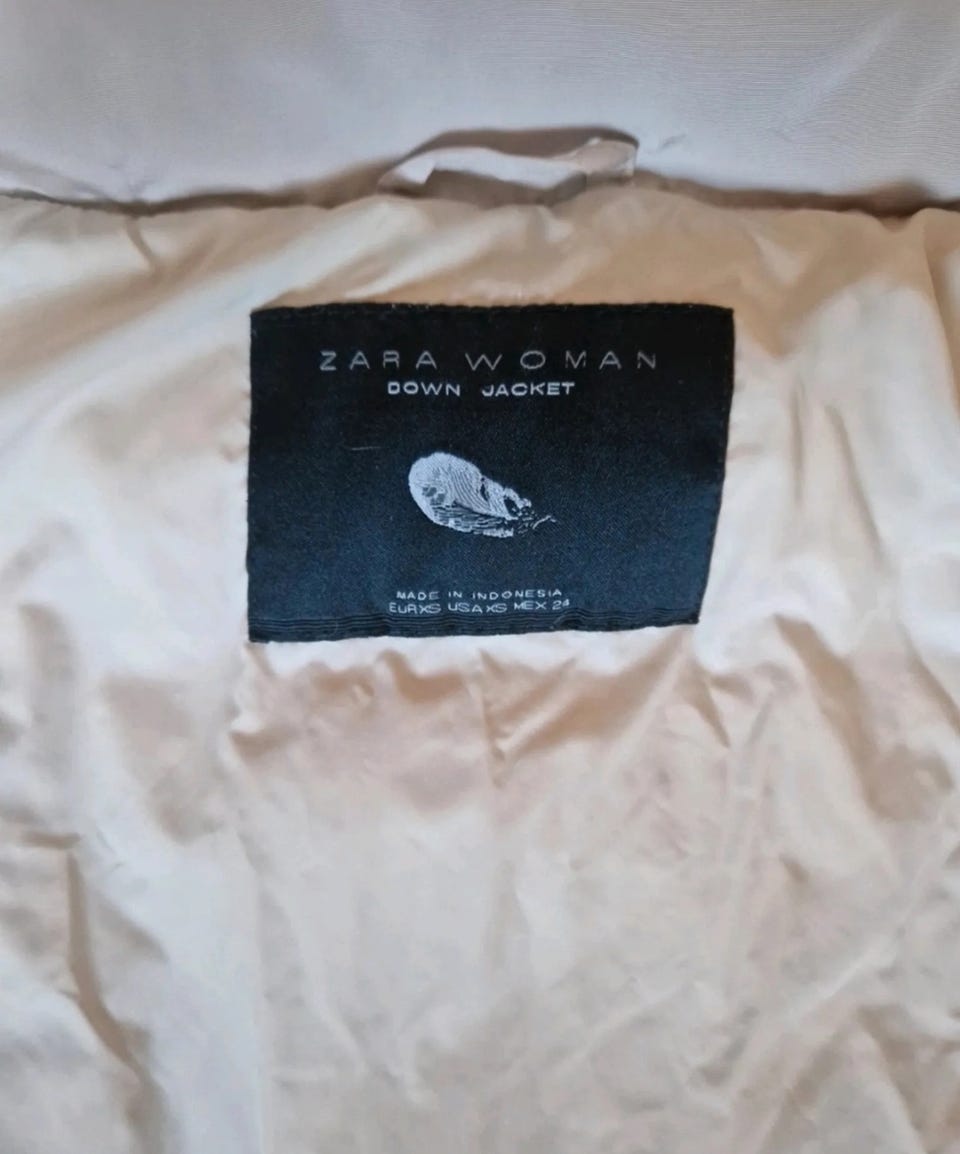 ZARA WOMAN
DOWN JACKET
MADE IN INDONESIA
EUR XS USA XS MEX 24